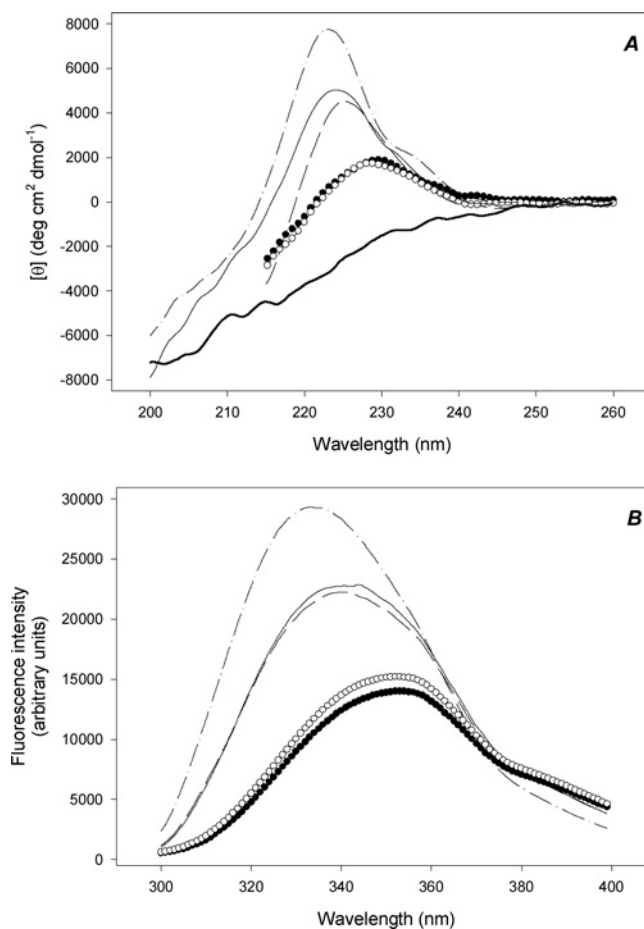 A
8000
6000
4000
2000
0
-2000
-4000
-6000
-8000
[θ] (deg cm² dmol⁻¹)
200 210 220 230 240 250 260
Wavelength (nm)
B
30000
25000
20000
15000
10000
5000
0
Fluorescence intensity
(arbitrary units)
300 320 340 360 380 400
Wavelength (nm)